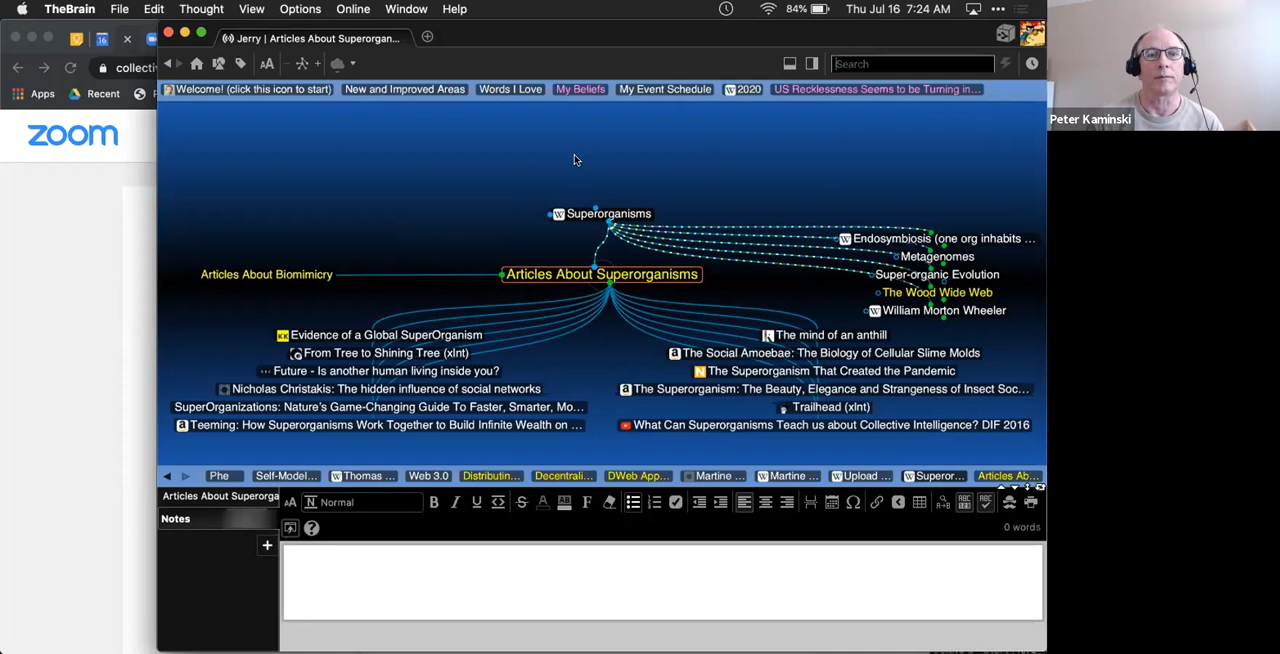 TheBrain File Edit Thought View Options Online Window Help 84% Thu Jul 16 7:24 AM
Jerry | Articles About Superorgan...
16
collecti
Apps Recent
AA
Search
Welcome! (click this icon to start) New and Improved Areas Words I Love My Beliefs My Event Schedule 2020 US Recklessness Seems to be Turning in...
Peter Kaminski
zoom
Superorganisms
Endosymbiosis (one org inhabits ...
Metagenomes
Articles About Biomimicry
Articles About Superorganisms
Super-organic Evolution
The Wood Wide Web
William Morton Wheeler
Evidence of a Global SuperOrganism
The mind of an anthill
From Tree to Shining Tree (xlnt)
The Social Amoebae: The Biology of Cellular Slime Molds
Future - Is another human living inside you?
The Superorganism That Created the Pandemic
Nicholas Christakis: The hidden influence of social networks
The Superorganism: The Beauty, Elegance and Strangeness of Insect Soc...
SuperOrganizations: Nature's Game-Changing Guide To Faster, Smarter, Mo...
Trailhead (xlnt)
Teeming: How Superorganisms Work Together to Build Infinite Wealth on ...
What Can Superorganisms Teach us about Collective Intelligence? DIF 2016
Phe Self-Model... Thomas ... Web 3.0 Distributin... Decentrali... DWeb App... Martine ... Martine ... Upload ... Superor... Articles Ab...
Articles About Superorga
AA N Normal B I U S A AB F
Notes
0 words